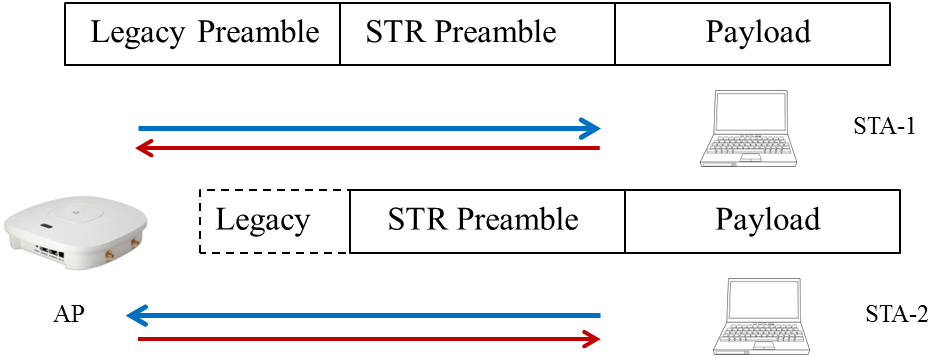 Legacy Preamble STR Preamble Payload
STA-1
Legacy STR Preamble Payload
AP
STA-2